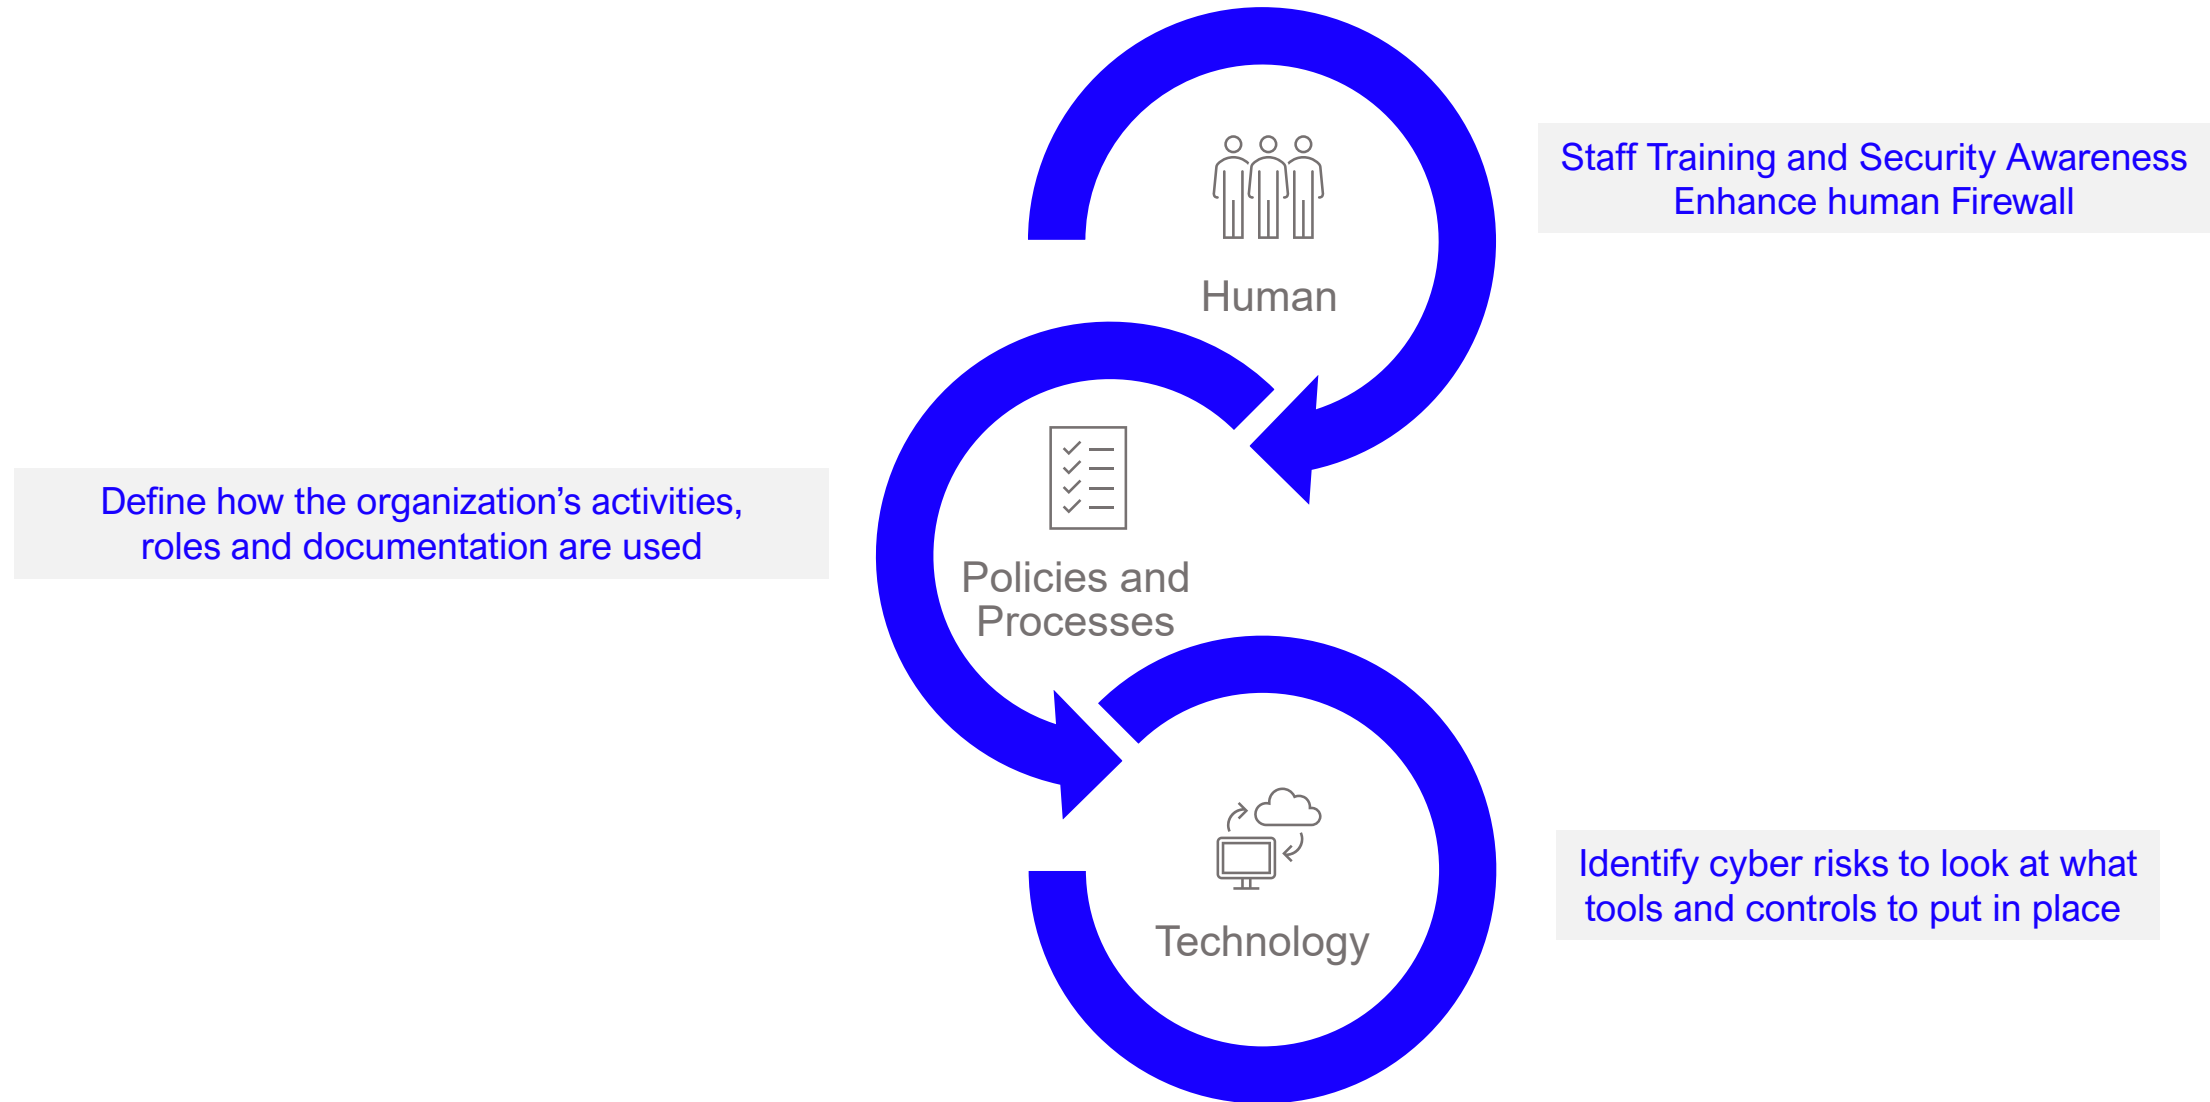 Staff Training and Security Awareness
Enhance human Firewall
Human
Define how the organization’s activities,
roles and documentation are used
Policies and
Processes
Identify cyber risks to look at what
tools and controls to put in place
Technology